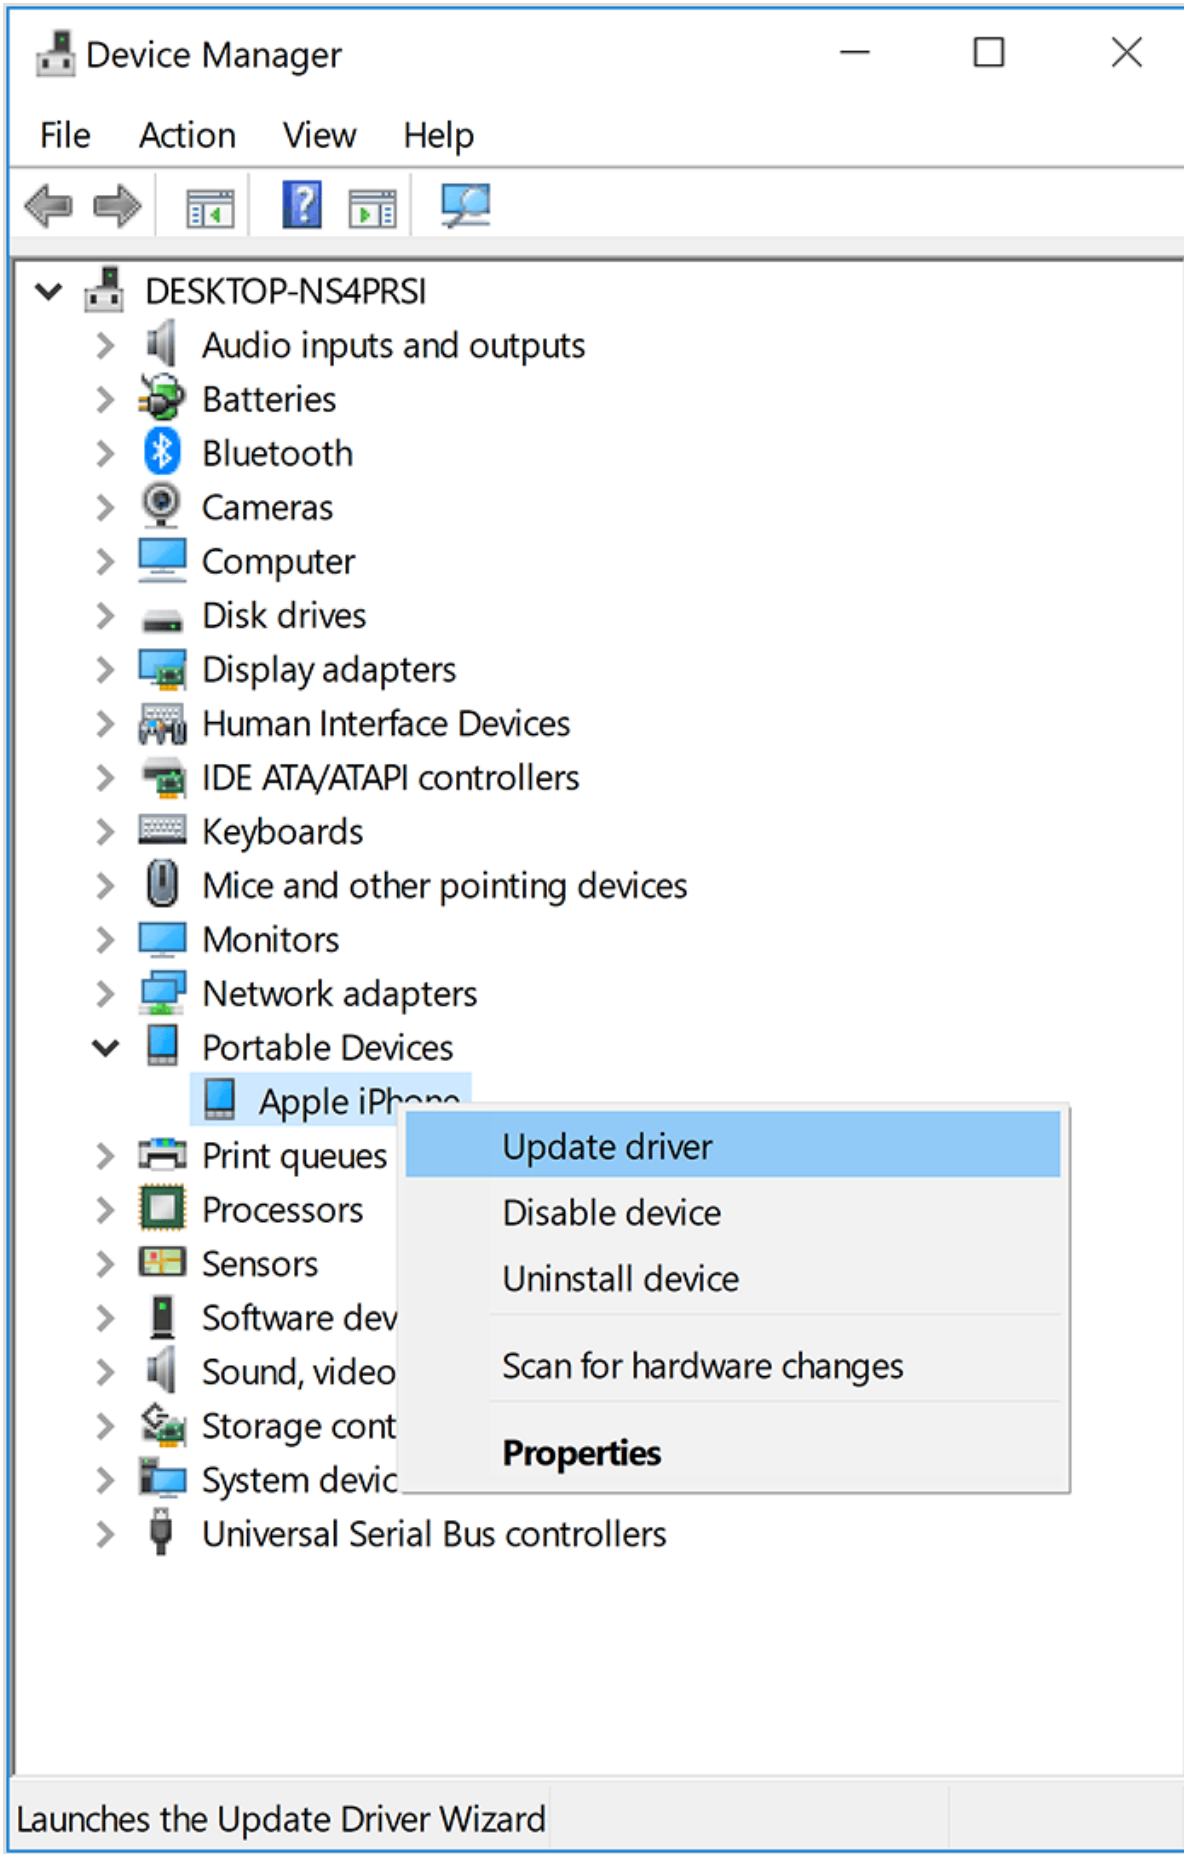 Device Manager
File Action View Help
DESKTOP-NS4PRSI
Audio inputs and outputs
Batteries
Bluetooth
Cameras
Computer
Disk drives
Display adapters
Human Interface Devices
IDE ATA/ATAPI controllers
Keyboards
Mice and other pointing devices
Monitors
Network adapters
Portable Devices
Apple iPhone
Update driver
Disable device
Uninstall device
Scan for hardware changes
Properties
Print queues
Processors
Sensors
Software dev
Sound, video
Storage cont
System devic
Universal Serial Bus controllers
Launches the Update Driver Wizard